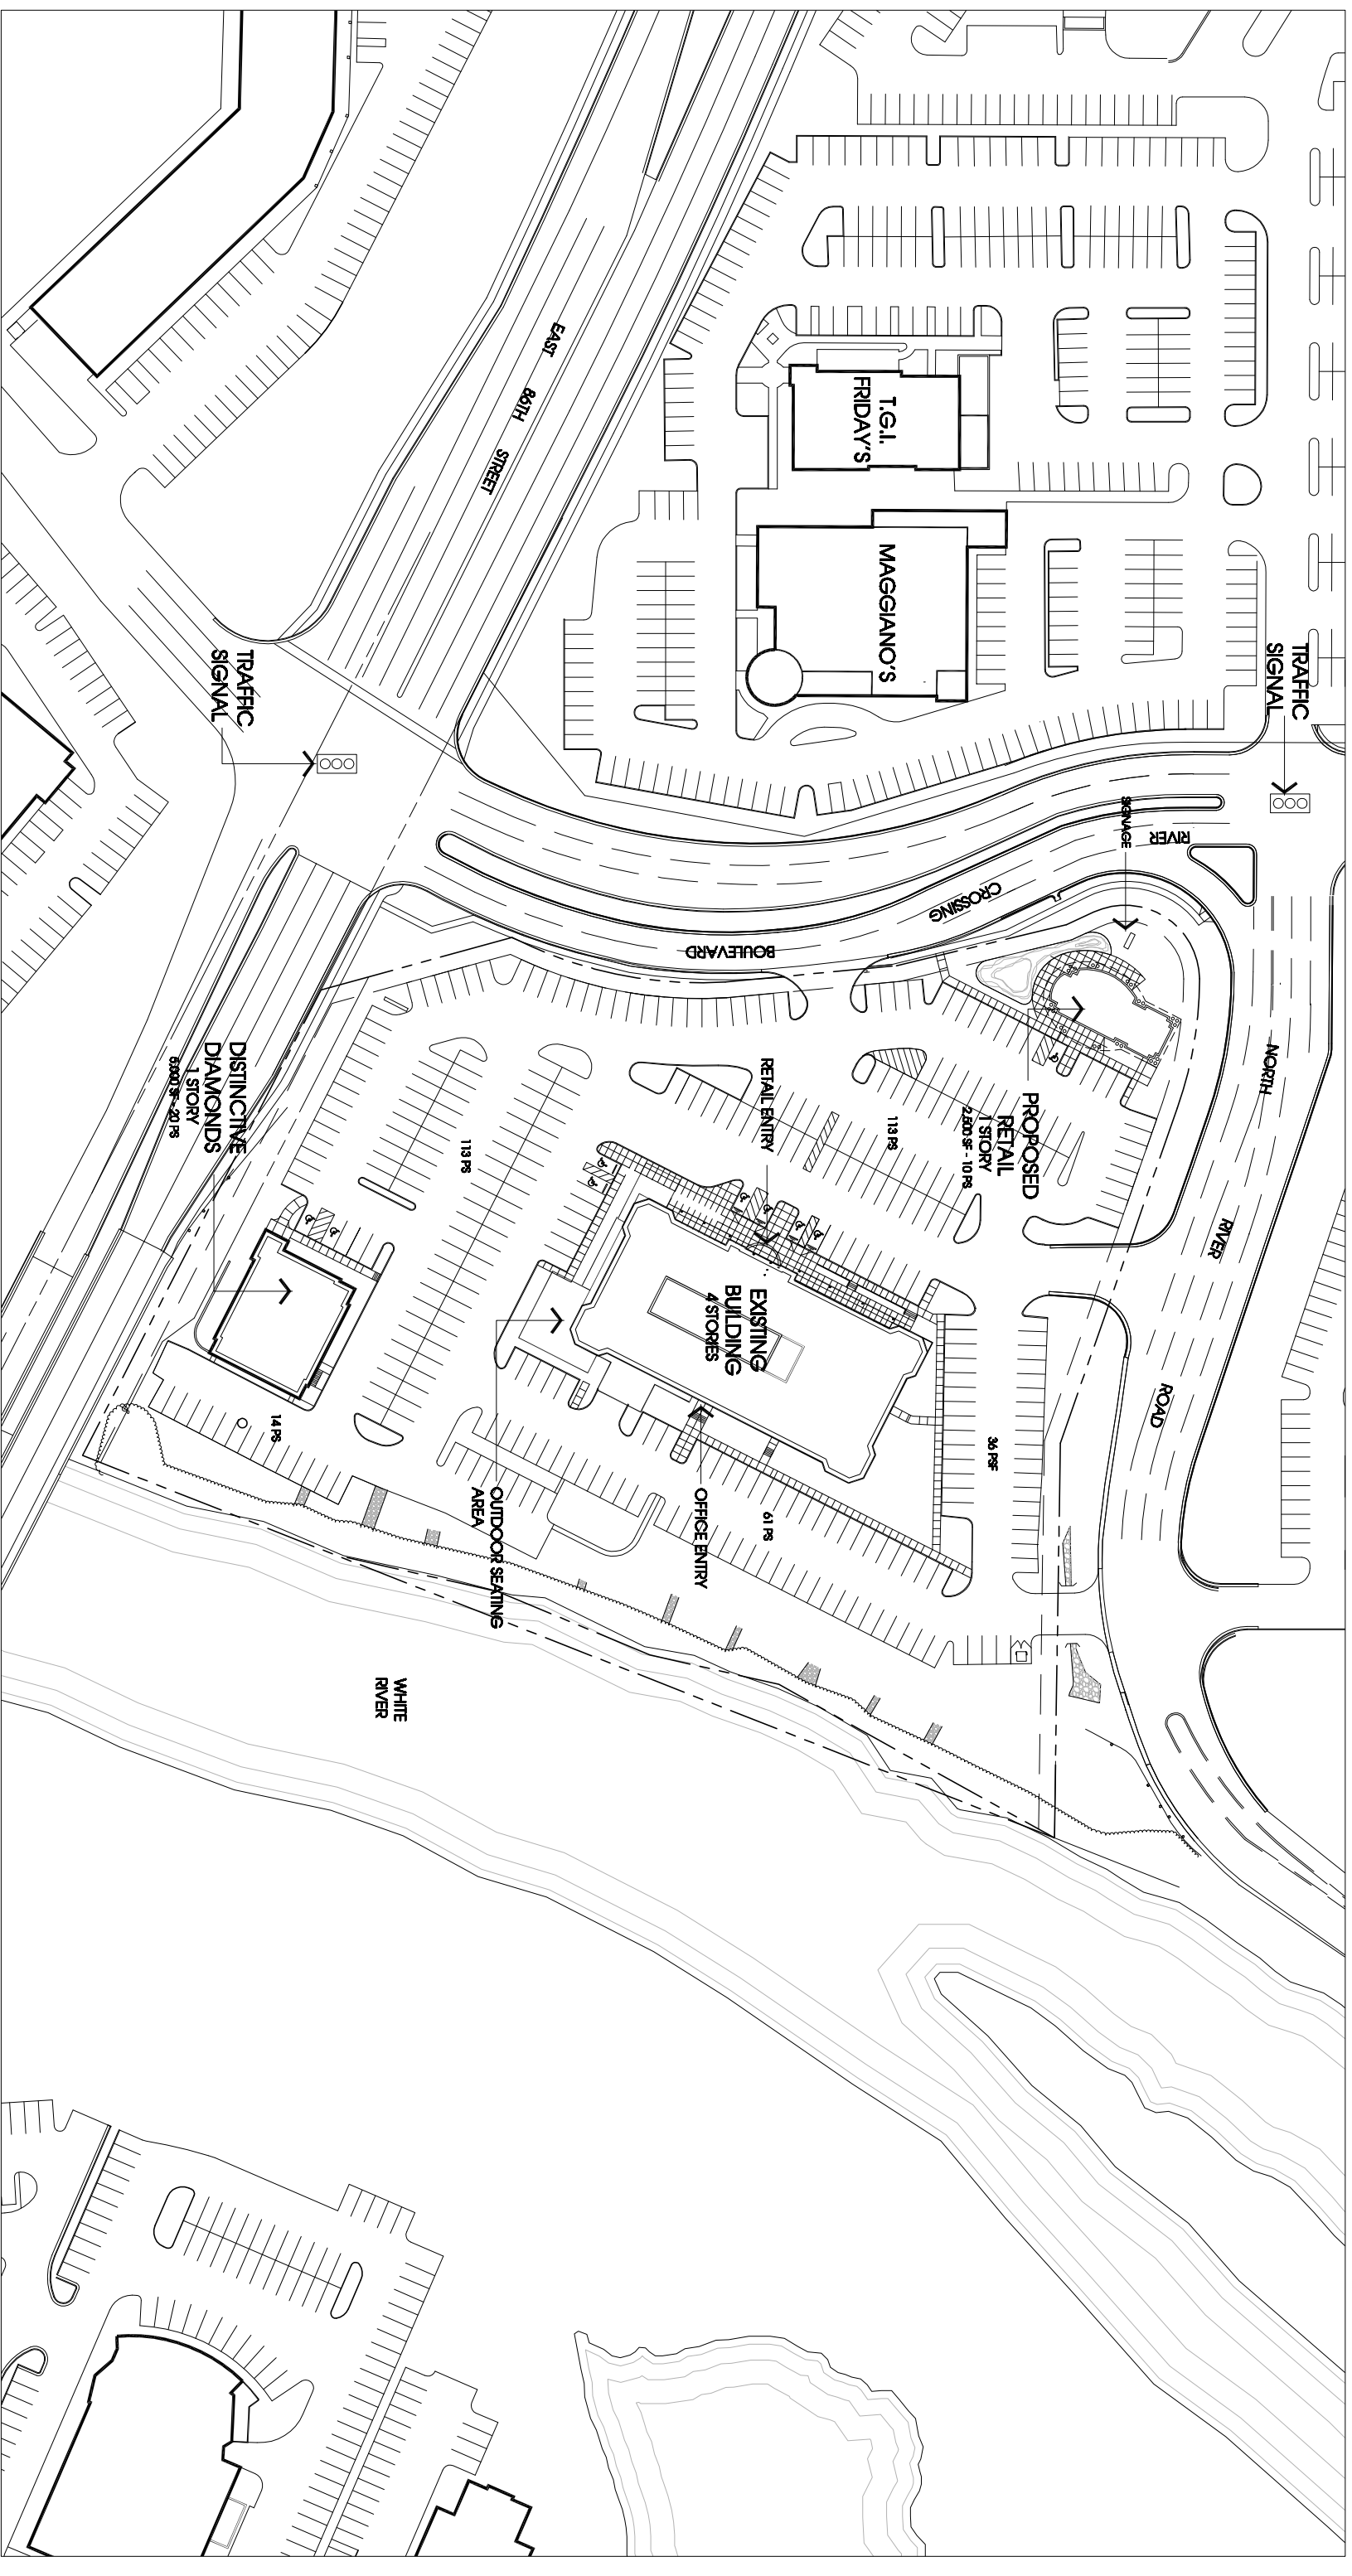 TRAFFIC
SIGNAL
T.G.I.
FRIDAY'S
MAGGIANO'S
EAST 86TH STREET
TRAFFIC
SIGNAL
SIGNAGE
RIVER CROSSING BOULEVARD
NORTH RIVER ROAD
PROPOSED
RETAIL
1 STORY
2,500 SF - 10 PS
113 PS
RETAIL ENTRY
113 PS
DISTINCTIVE
DIAMONDS
1 STORY
6,600 SF - 20 PS
EXISTING
BUILDING
4 STORIES
36 PSF
61 PS
OFFICE ENTRY
OUTDOOR SEATING
AREA
14 PS
WHITE
RIVER